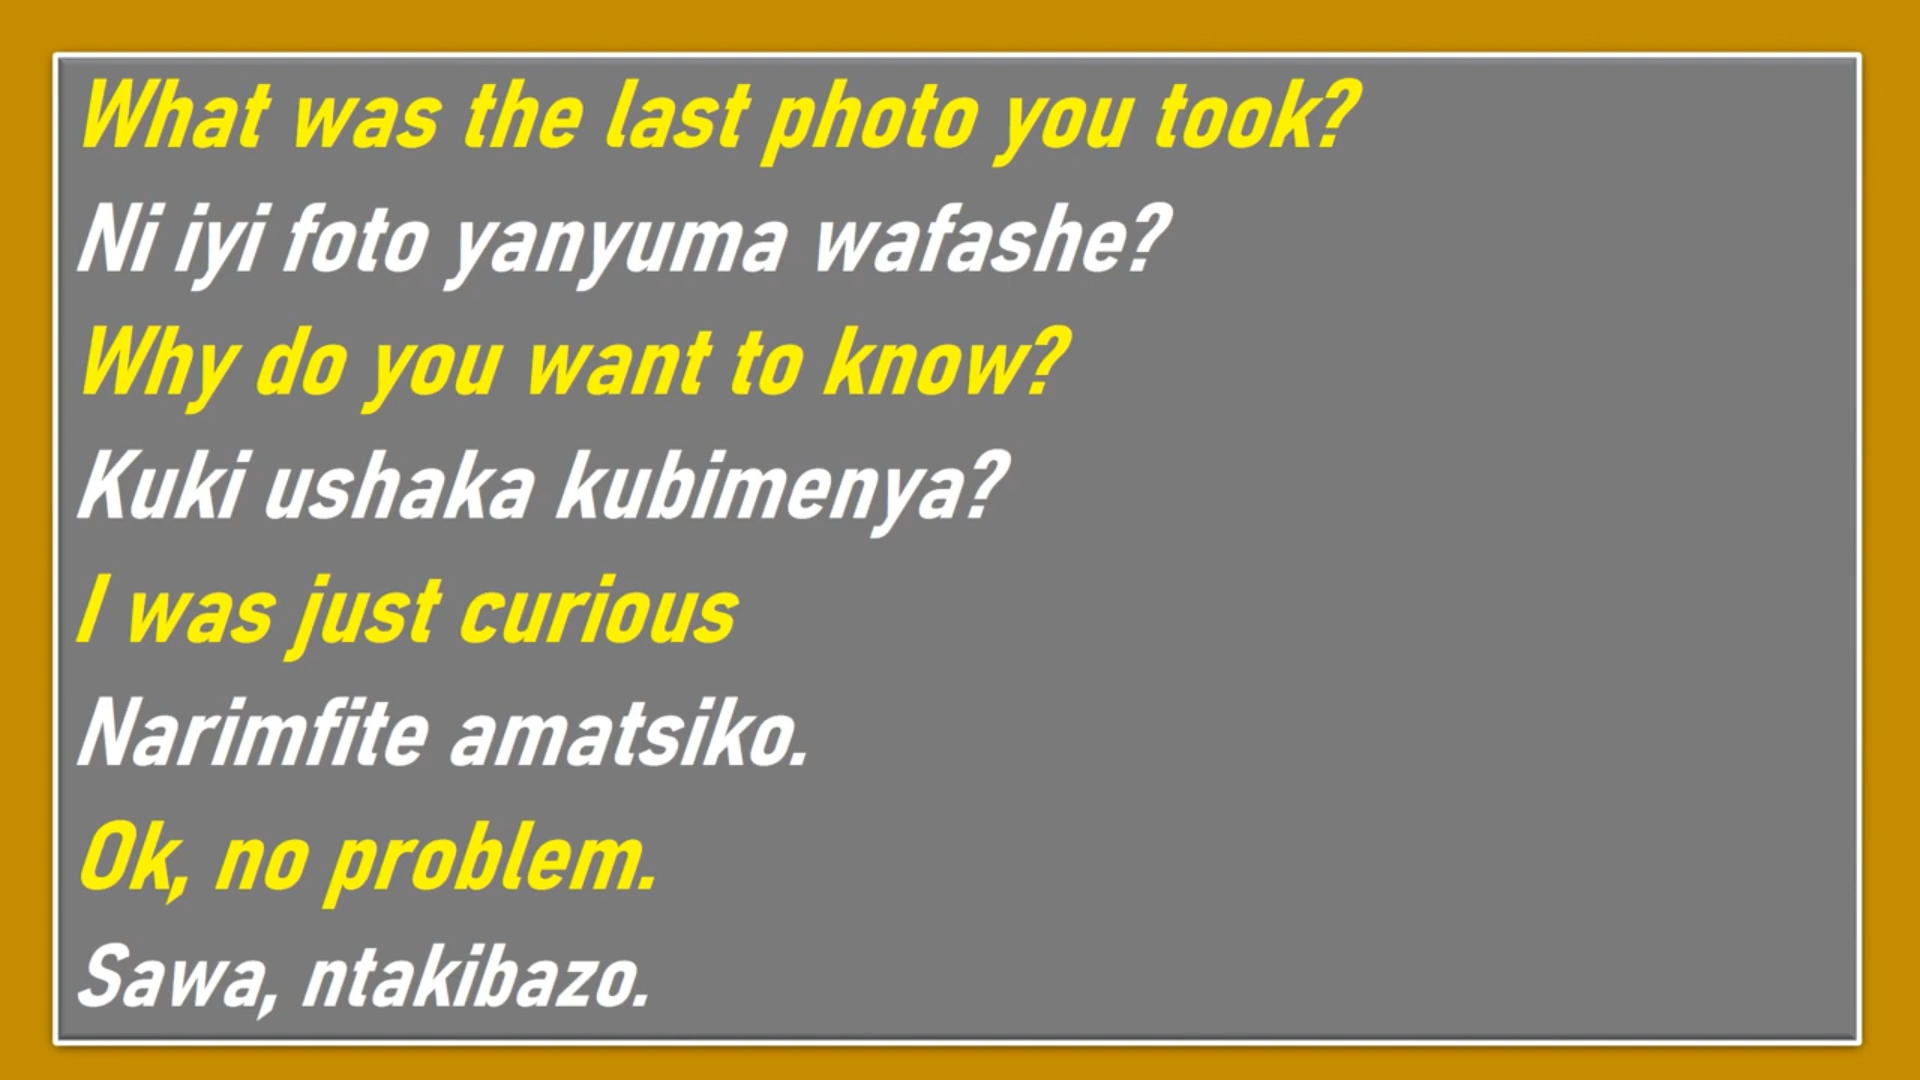 What was the last photo you took?
Ni iyi foto yanyuma wafashe?
Why do you want to know?
Kuki ushaka kubimenya?
I was just curious
Narimfite amatsiko.
Ok, no problem.
Sawa, ntakibazo.